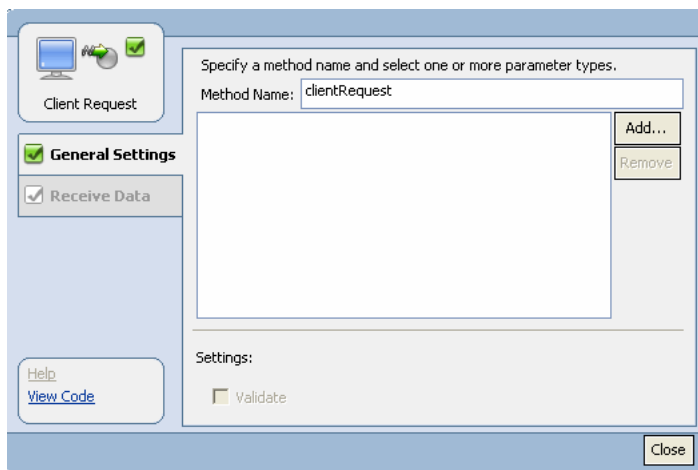 Client Request
General Settings
Receive Data
Help
View Code
Specify a method name and select one or more parameter types.
Method Name: clientRequest
Add...
Remove
Settings:
Validate
Close